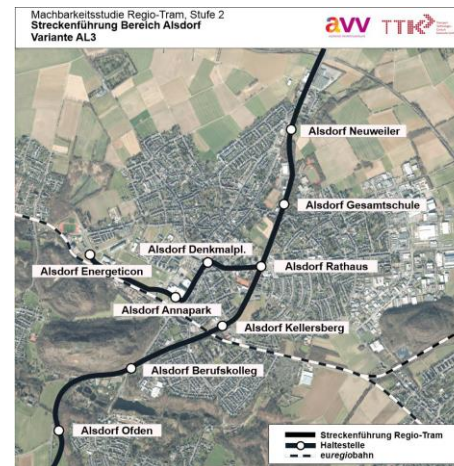 Machbarkeitsstudie Regio-Tram, Stufe 2
Streckenführung Bereich Alsdorf
Variante AL3
avv
TTK
Alsdorf Neuweiler
Alsdorf Gesamtschule
Alsdorf Denkmalpl.
Alsdorf Energeticon
Alsdorf Rathaus
Alsdorf Annapark
Alsdorf Kellersberg
Alsdorf Berufskolleg
Alsdorf Ofden
Streckenführung Regio-Tram
Haltestelle
euregiobahn